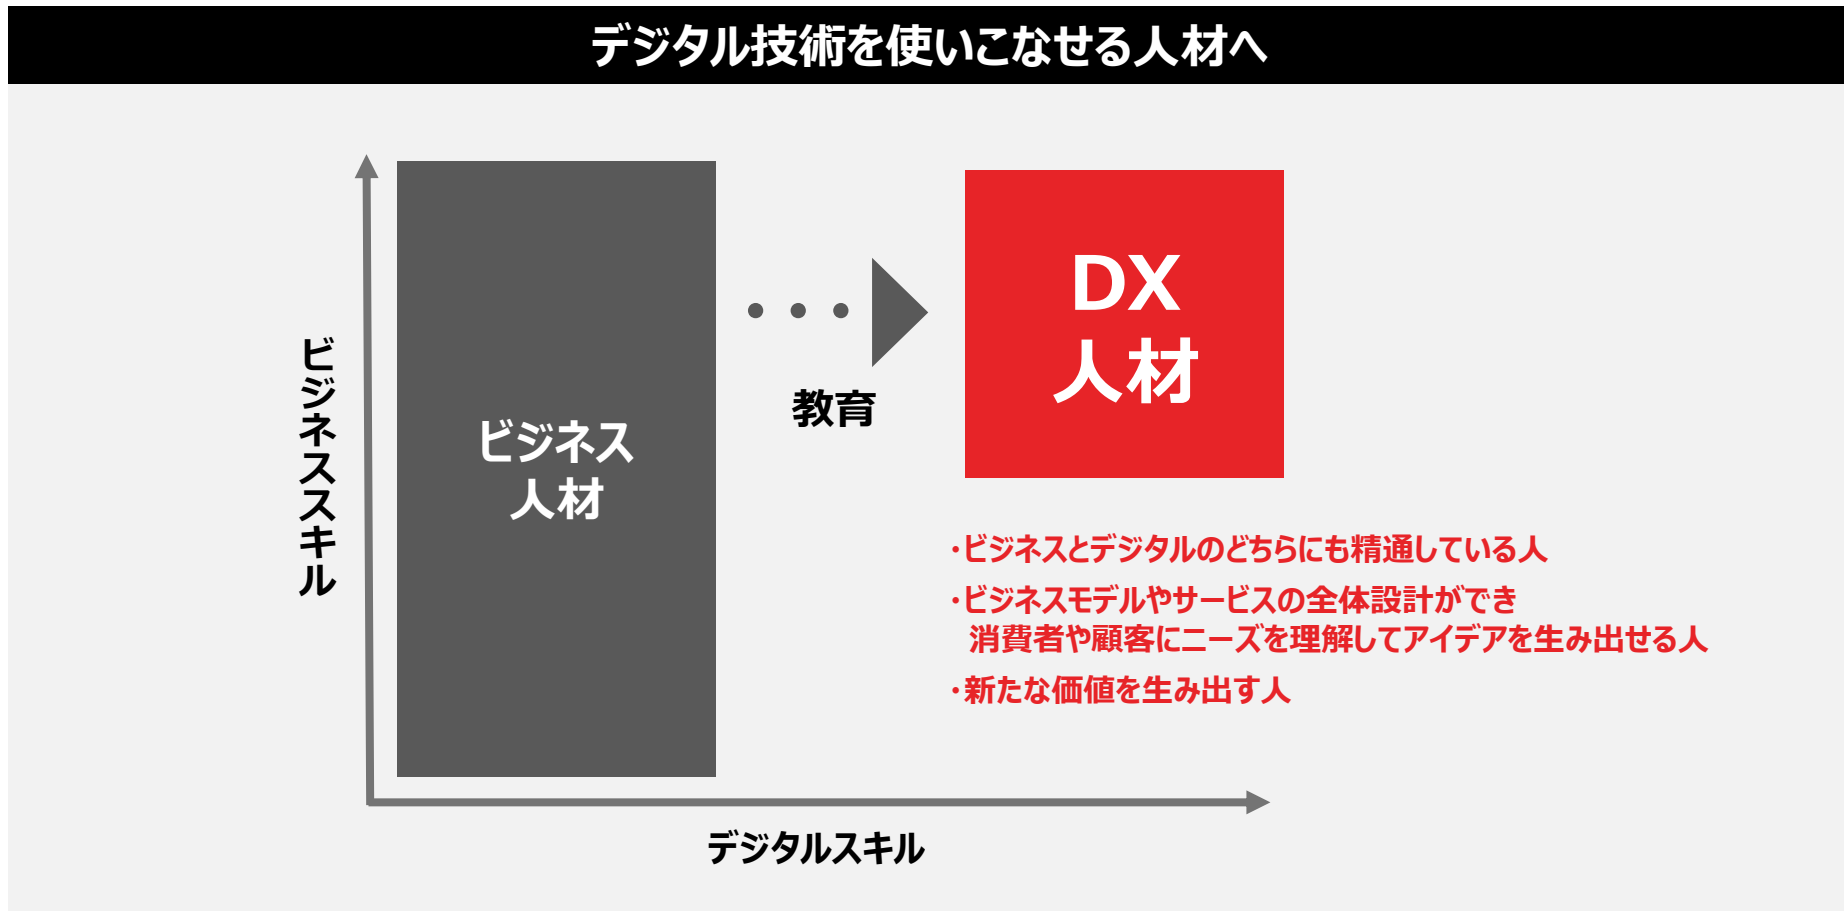 デジタル技術を使いこなせる人材へ
ビジネススキル
ビジネス
人材
教育
DX
人材
・ビジネスとデジタルのどちらにも精通している人
・ビジネスモデルやサービスの全体設計ができ
消費者や顧客にニーズを理解してアイデアを生み出せる人
・新たな価値を生み出す人
デジタルスキル